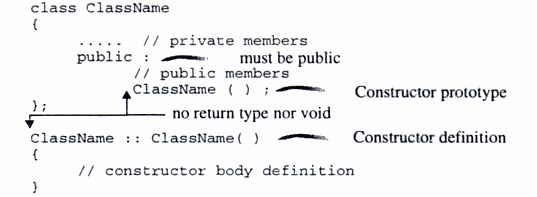 class ClassName
{
..... // private members
public : must be public
// public members
ClassName ( ) ; Constructor prototype
};
no return type nor void
ClassName :: ClassName( ) Constructor definition
{
// constructor body definition
}